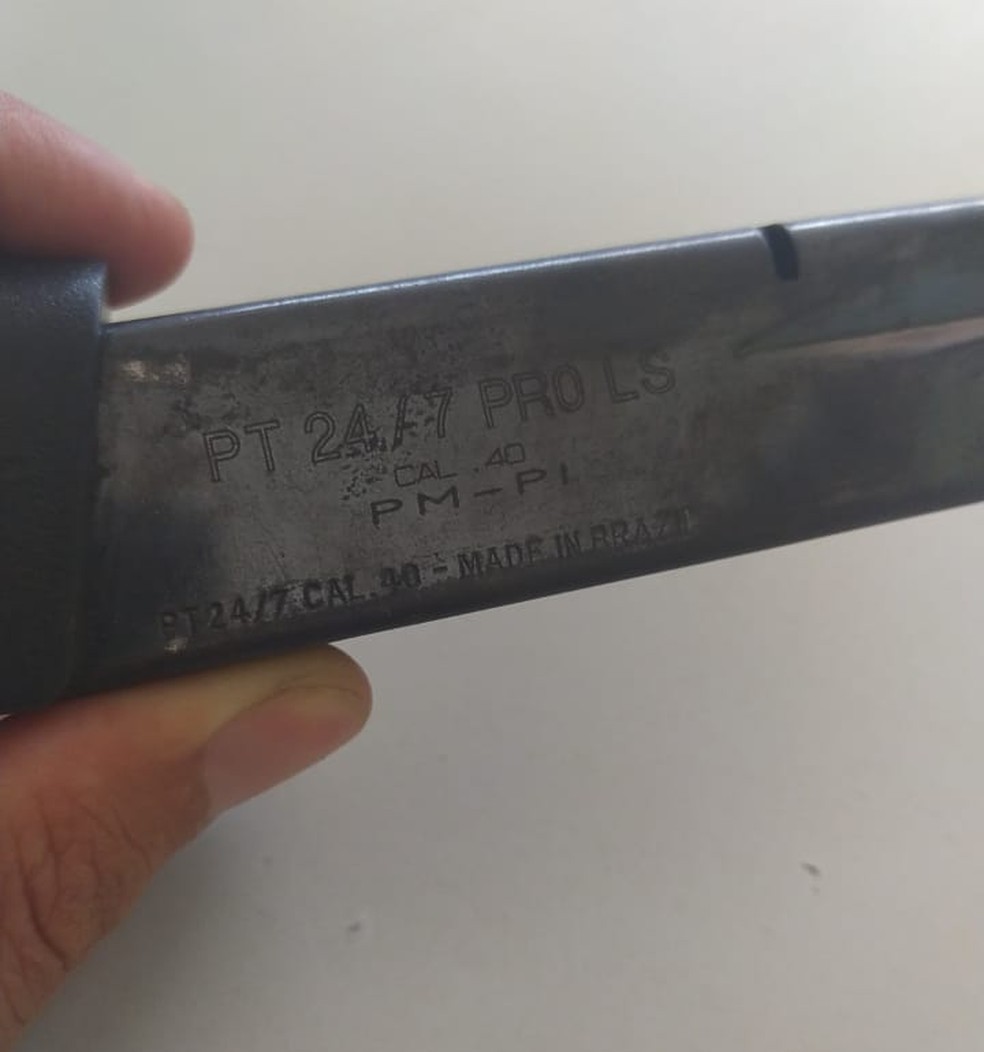 PT 24/7 PRO LS
CAL .40
PM-PI
PT 24/7 CAL.40 - MADE IN BRAZIL